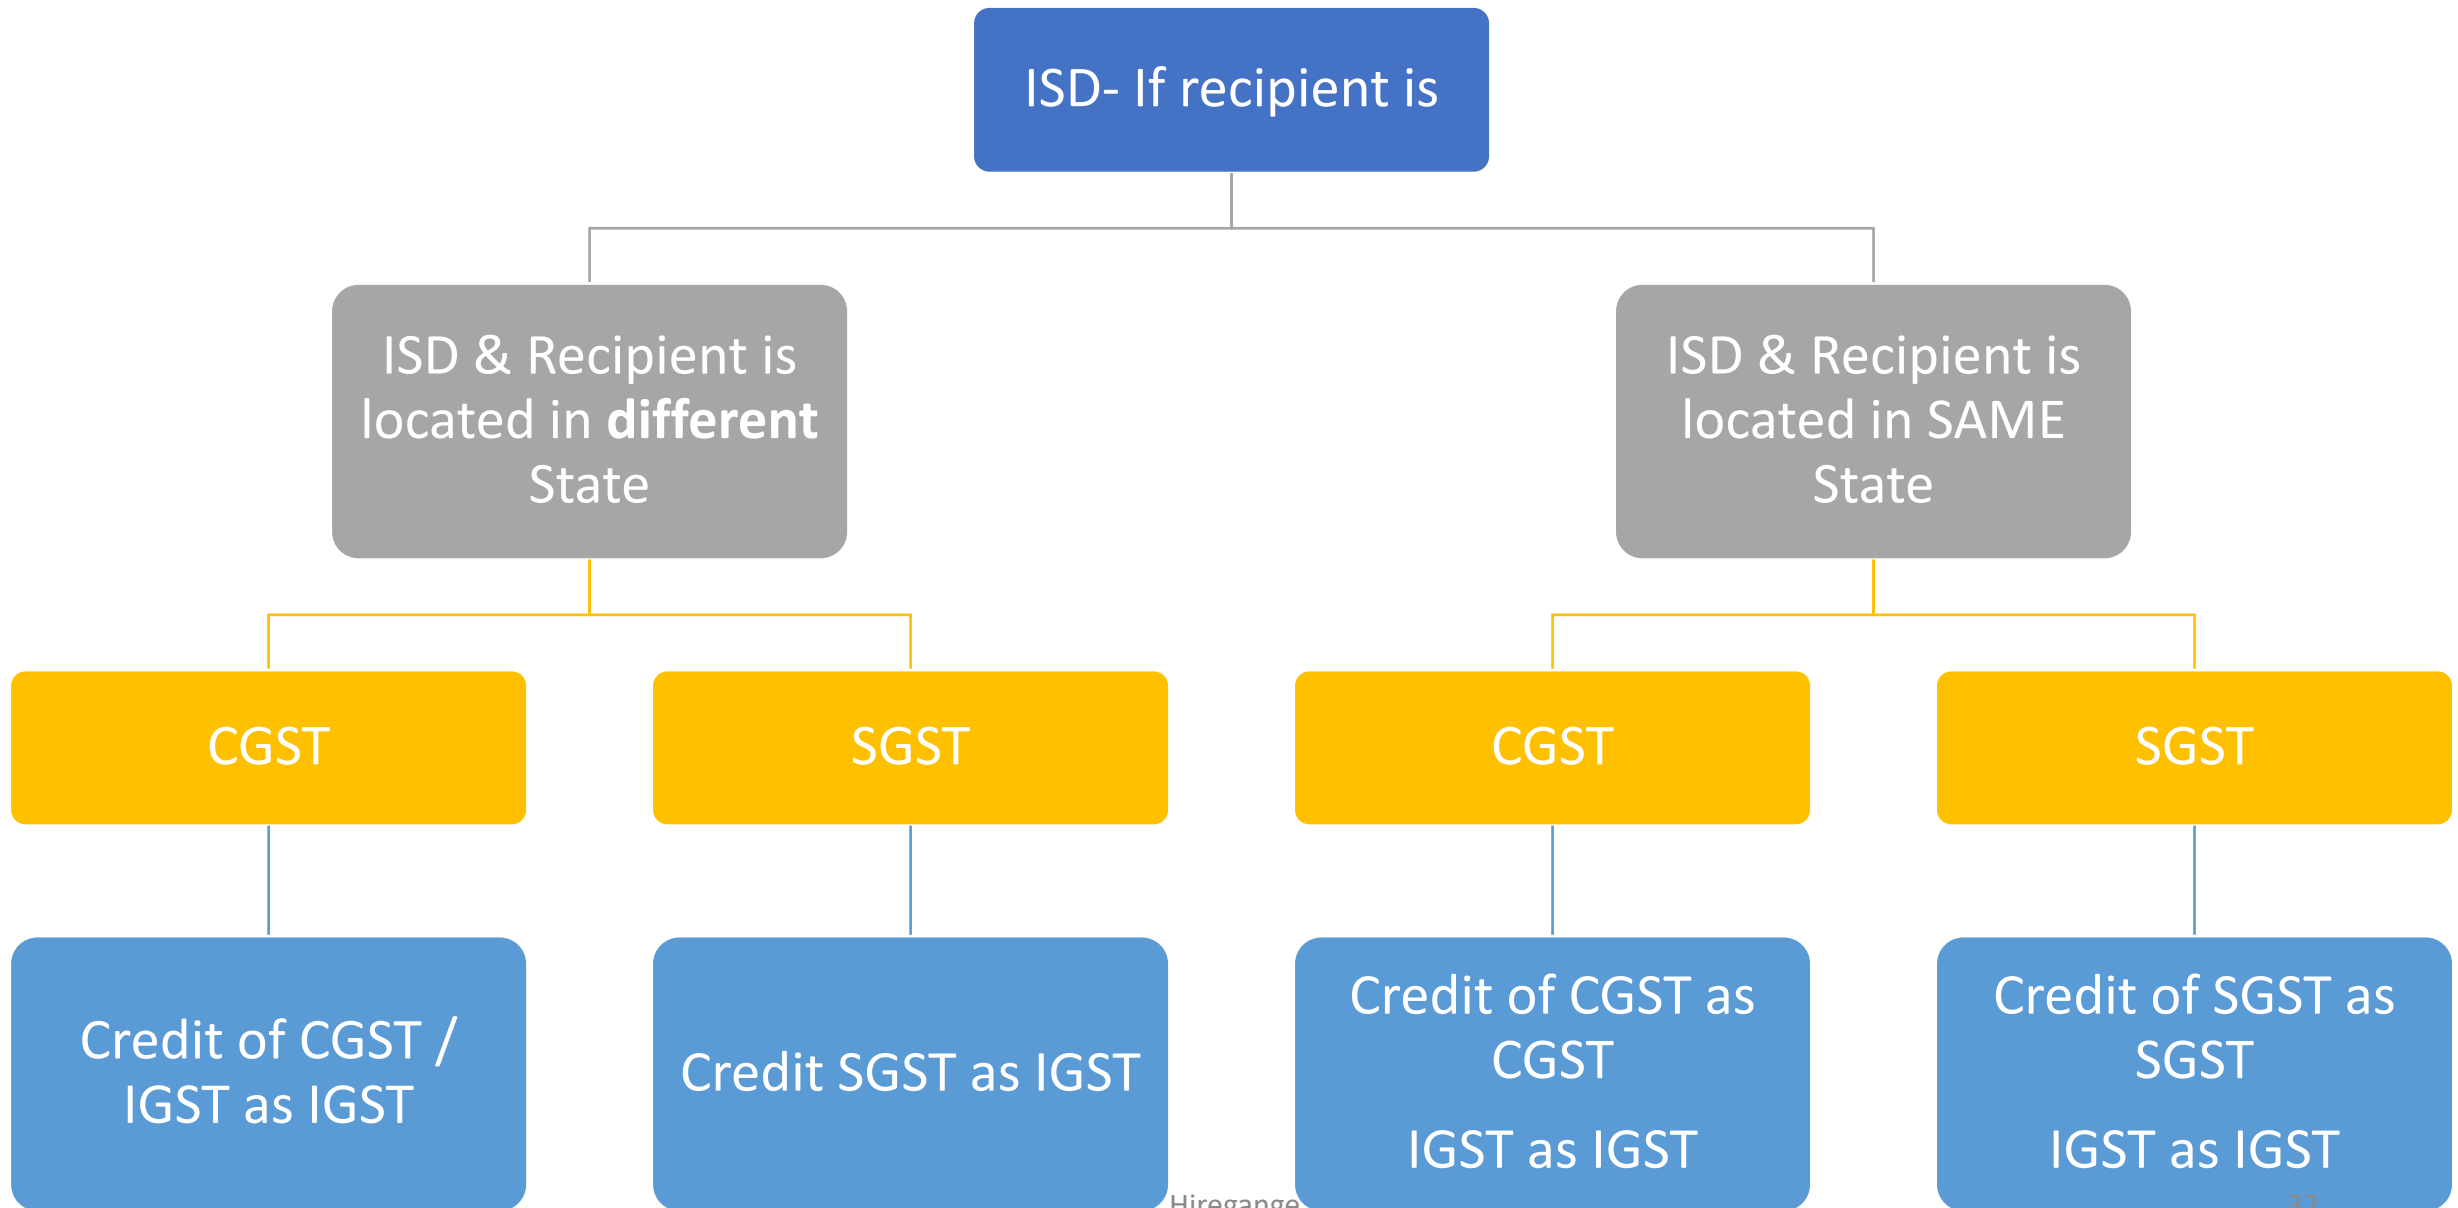 ISD- If recipient is
ISD & Recipient is
located in different
State
ISD & Recipient is
located in SAME
State
CGST
SGST
CGST
SGST
Credit of CGST /
IGST as IGST
Credit SGST as IGST
Credit of CGST as
CGST
IGST as IGST
Credit of SGST as
SGST
IGST as IGST
Hiregange
32